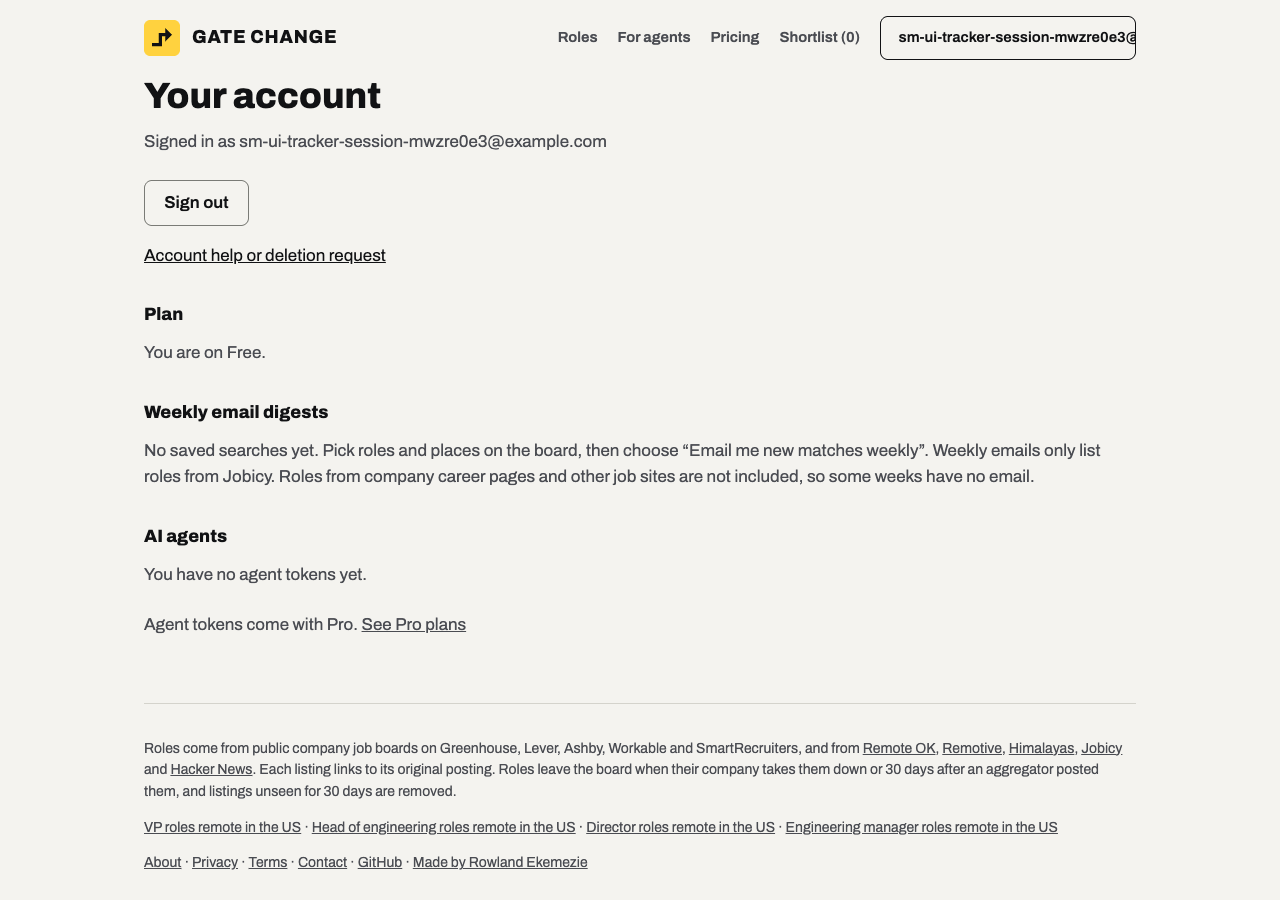 GATE CHANGE
Roles
For agents
Pricing
Shortlist (0)
sm-ui-tracker-session-mwzre0e3@
Your account
Signed in as sm-ui-tracker-session-mwzre0e3@example.com
Sign out
Account help or deletion request
Plan
You are on Free.
Weekly email digests
No saved searches yet. Pick roles and places on the board, then choose “Email me new matches weekly”. Weekly emails only list
roles from Jobicy. Roles from company career pages and other job sites are not included, so some weeks have no email.
AI agents
You have no agent tokens yet.
Agent tokens come with Pro. See Pro plans
Roles come from public company job boards on Greenhouse, Lever, Ashby, Workable and SmartRecruiters, and from Remote OK, Remotive, Himalayas, Jobicy
and Hacker News. Each listing links to its original posting. Roles leave the board when their company takes them down or 30 days after an aggregator posted
them, and listings unseen for 30 days are removed.
VP roles remote in the US · Head of engineering roles remote in the US · Director roles remote in the US · Engineering manager roles remote in the US
About · Privacy · Terms · Contact · GitHub · Made by Rowland Ekemezie